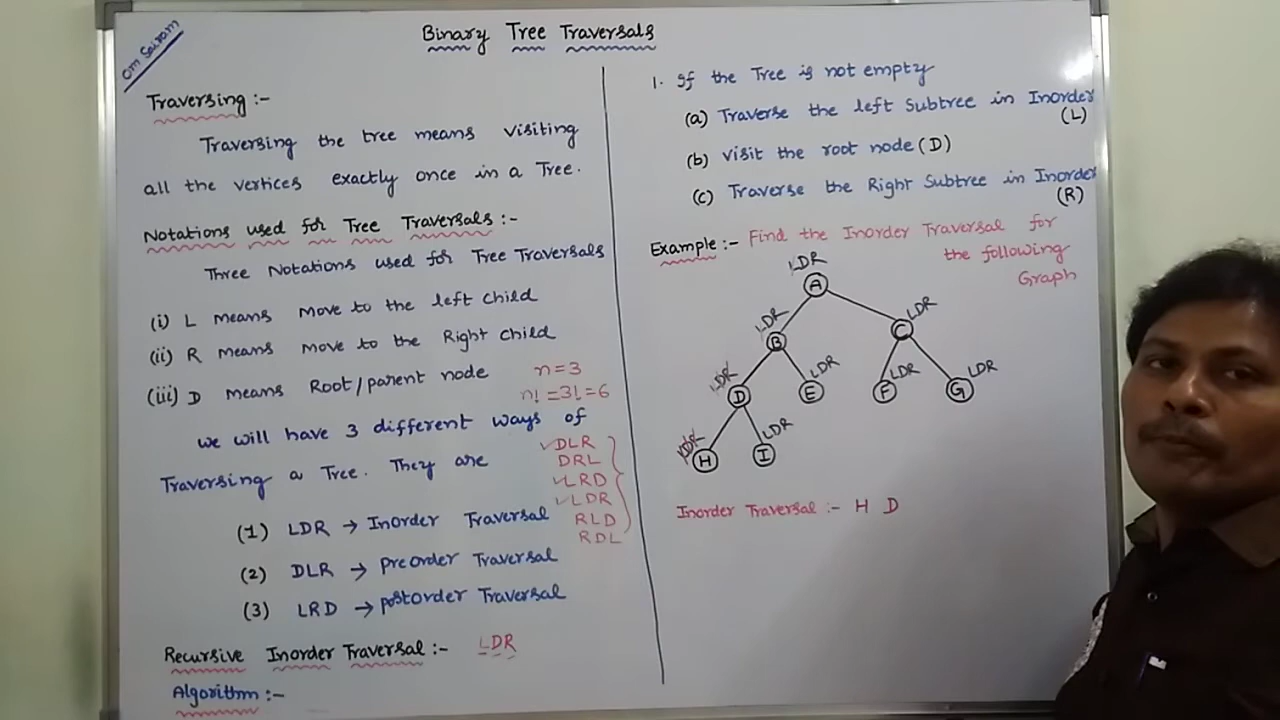 Om Sairam
Binary Tree Traversals
Traversing :-
Traversing the tree means visiting
all the vertices exactly once in a Tree.
Notations used for Tree Traversals :-
Three Notations used for Tree Traversals
(i) L means move to the left child
(ii) R means move to the Right child
(iii) D means Root/parent node
n=3
n! =3! =6
we will have 3 different ways of
Traversing a Tree. They are
✓DLR
DRL
✓LRD
✓LDR
RLD
RDL
(1) LDR → Inorder Traversal
(2) DLR → preorder Traversal
(3) LRD → postorder Traversal
Recursive Inorder Traversal :- LDR
Algorithm :-
1. If the Tree is not empty
(a) Traverse the left Subtree in Inorder
(L)
(b) visit the root node (D)
(c) Traverse the Right Subtree in Inorder
(R)
Example :- Find the Inorder Traversal for
the following
Graph
LDR
A
LDR
B
LDR
C
LDR
D
LDR
E
LDR
F
LDR
G
LDR
H
LDR
I
Inorder Traversal :- H D